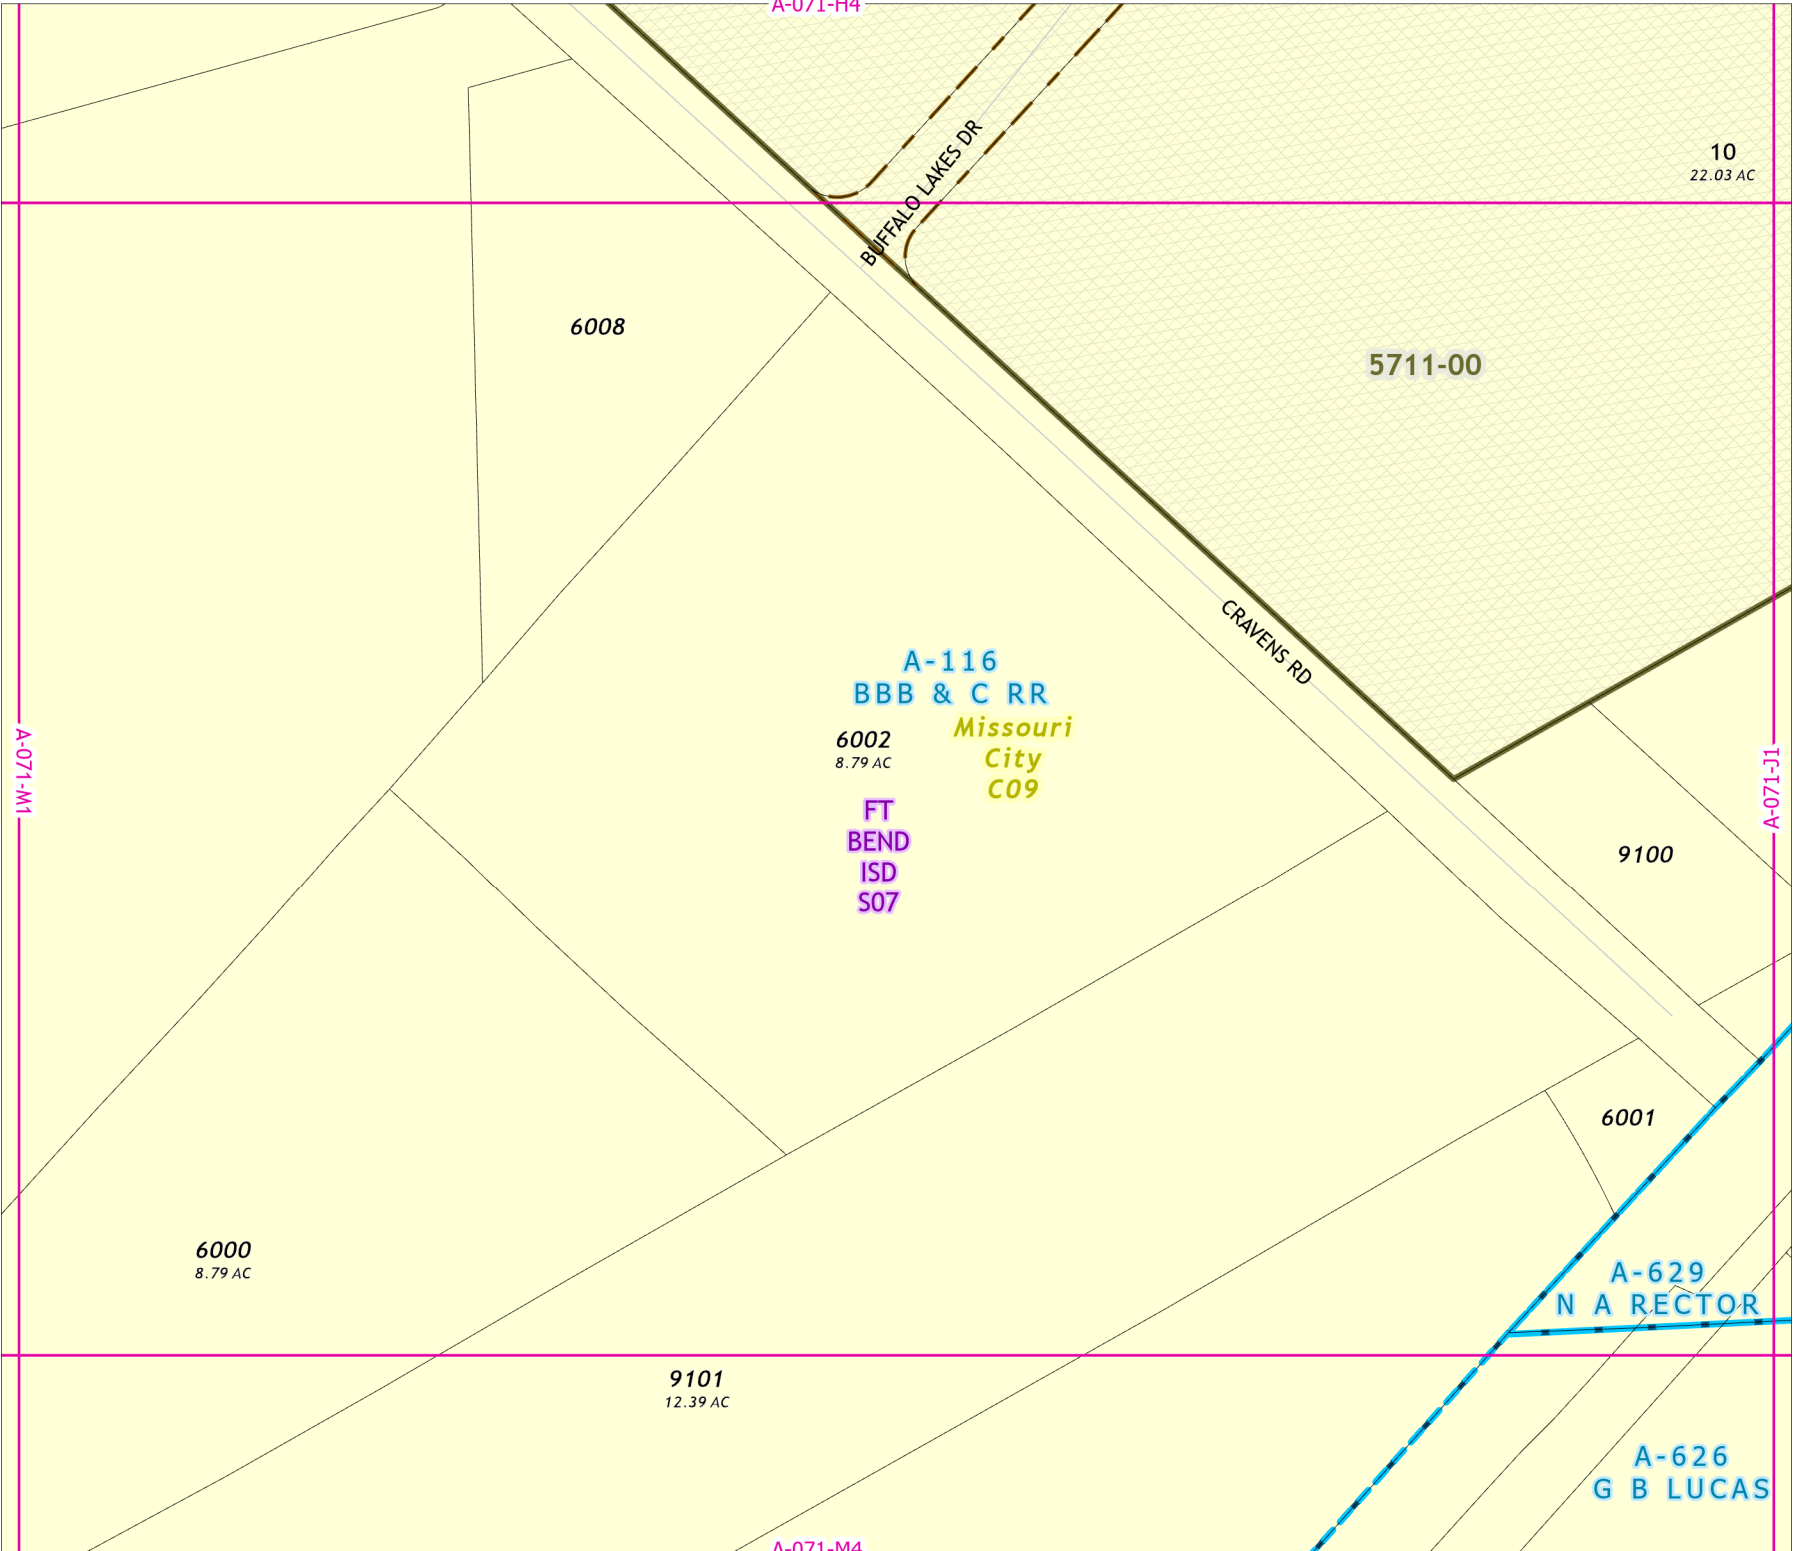 A-071-H4
BUFFALO LAKES DR
10
22.03 AC
6008
5711-00
CRAVENS RD
A-116
BBB & C RR
6002
8.79 AC
Missouri
City
C09
FT
BEND
ISD
S07
A-071-M1
A-071-J1
9100
6001
6000
8.79 AC
A-629
N A RECTOR
9101
12.39 AC
A-626
G B LUCAS
A-071-M4